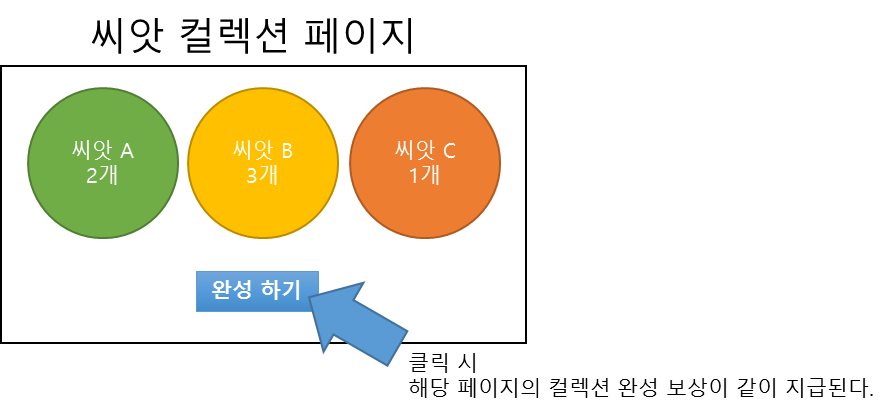 씨앗 컬렉션 페이지
씨앗 A
2개
씨앗 B
3개
씨앗 C
1개
완성 하기
클릭 시
해당 페이지의 컬렉션 완성 보상이 같이 지급된다.